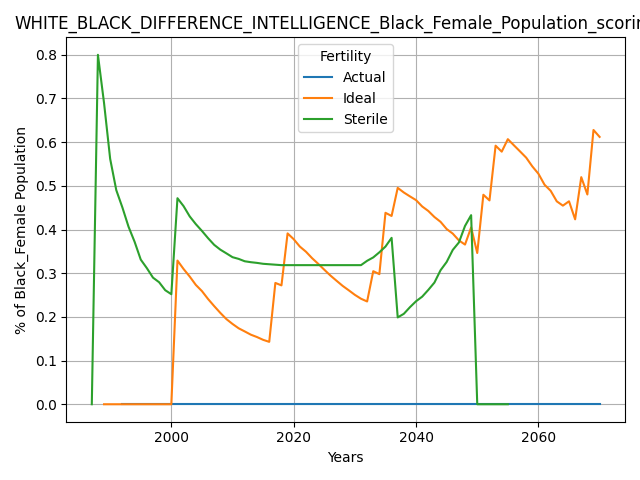 WHITE_BLACK_DIFFERENCE_INTELLIGENCE_Black_Female_Population_scorin
Fertility
Actual
Ideal
Sterile
% of Black_Female Population
0.8
0.7
0.6
0.5
0.4
0.3
0.2
0.1
0.0
2000
2020
2040
2060
Years